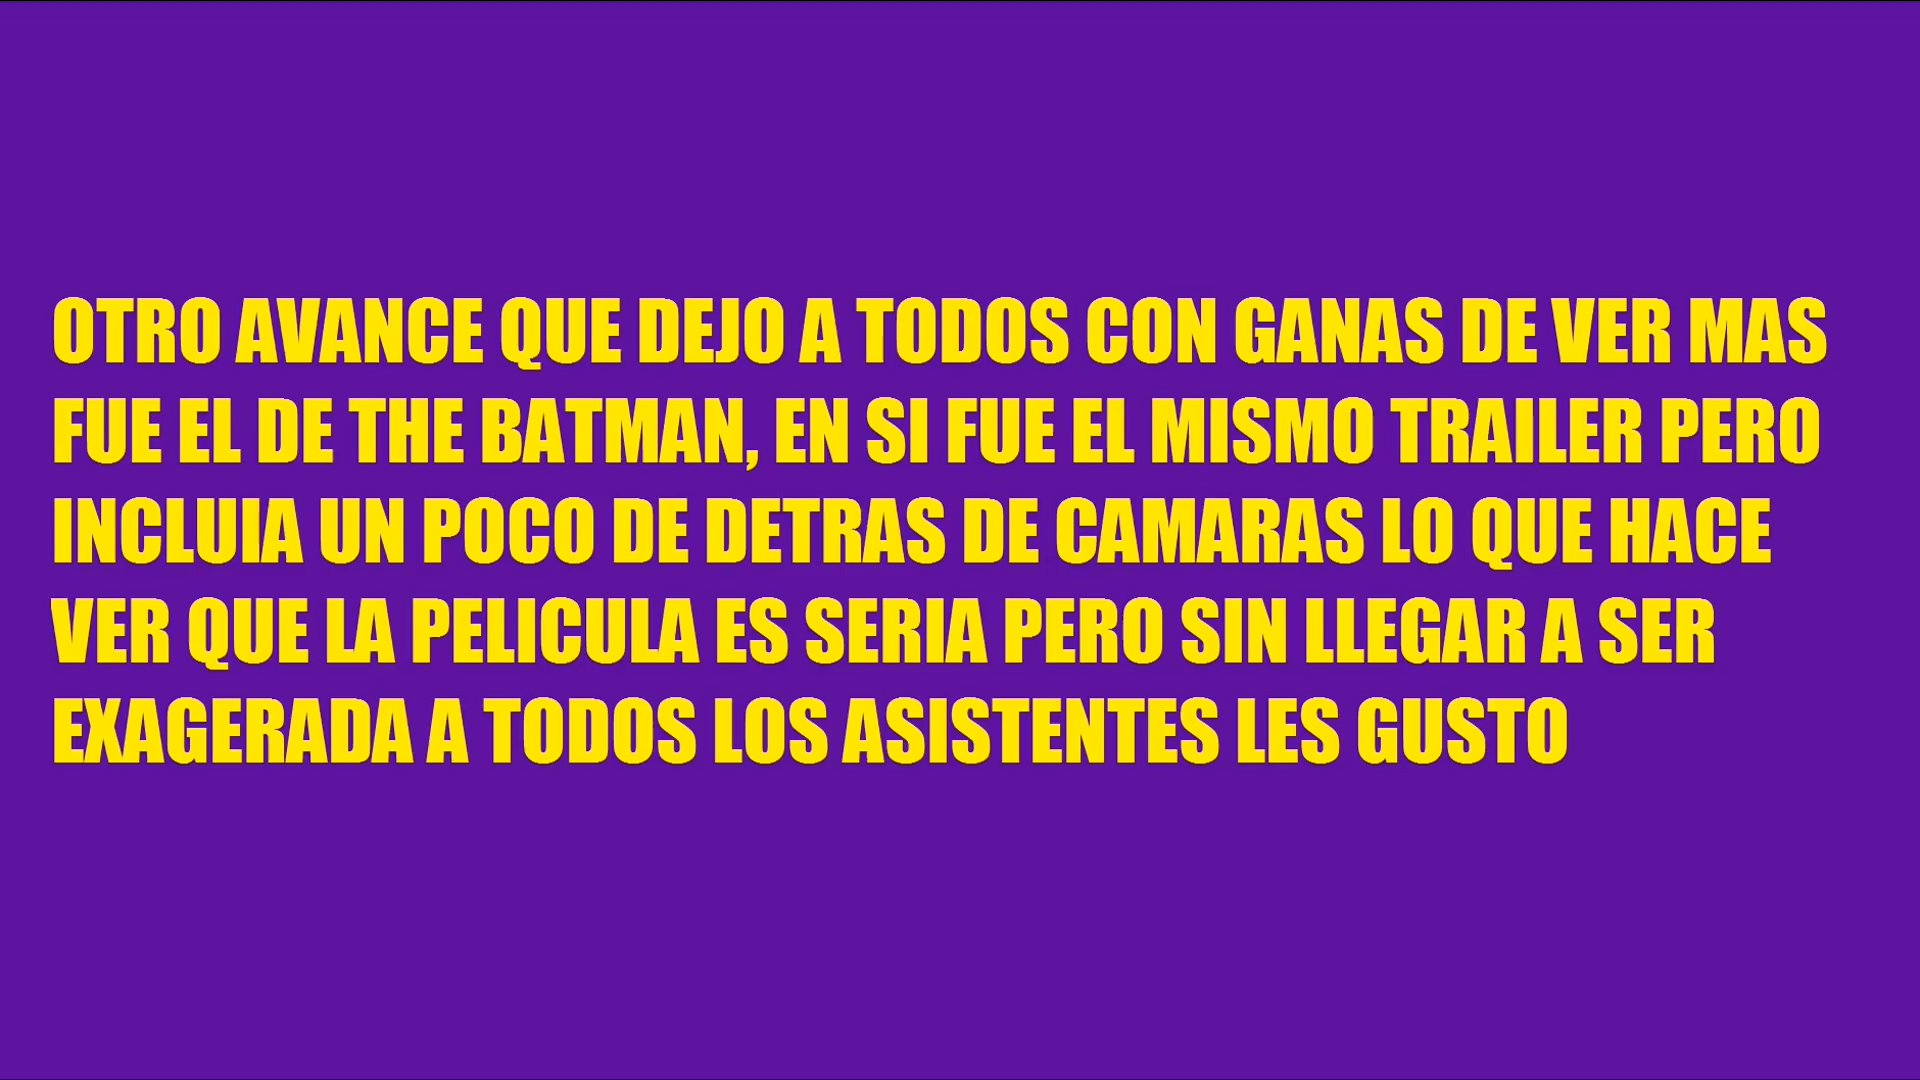 OTRO AVANCE QUE DEJO A TODOS CON GANAS DE VER MAS
FUE EL DE THE BATMAN, EN SI FUE EL MISMO TRAILER PERO
INCLUIA UN POCO DE DETRAS DE CAMARAS LO QUE HACE
VER QUE LA PELICULA ES SERIA PERO SIN LLEGAR A SER
EXAGERADA A TODOS LOS ASISTENTES LES GUSTO